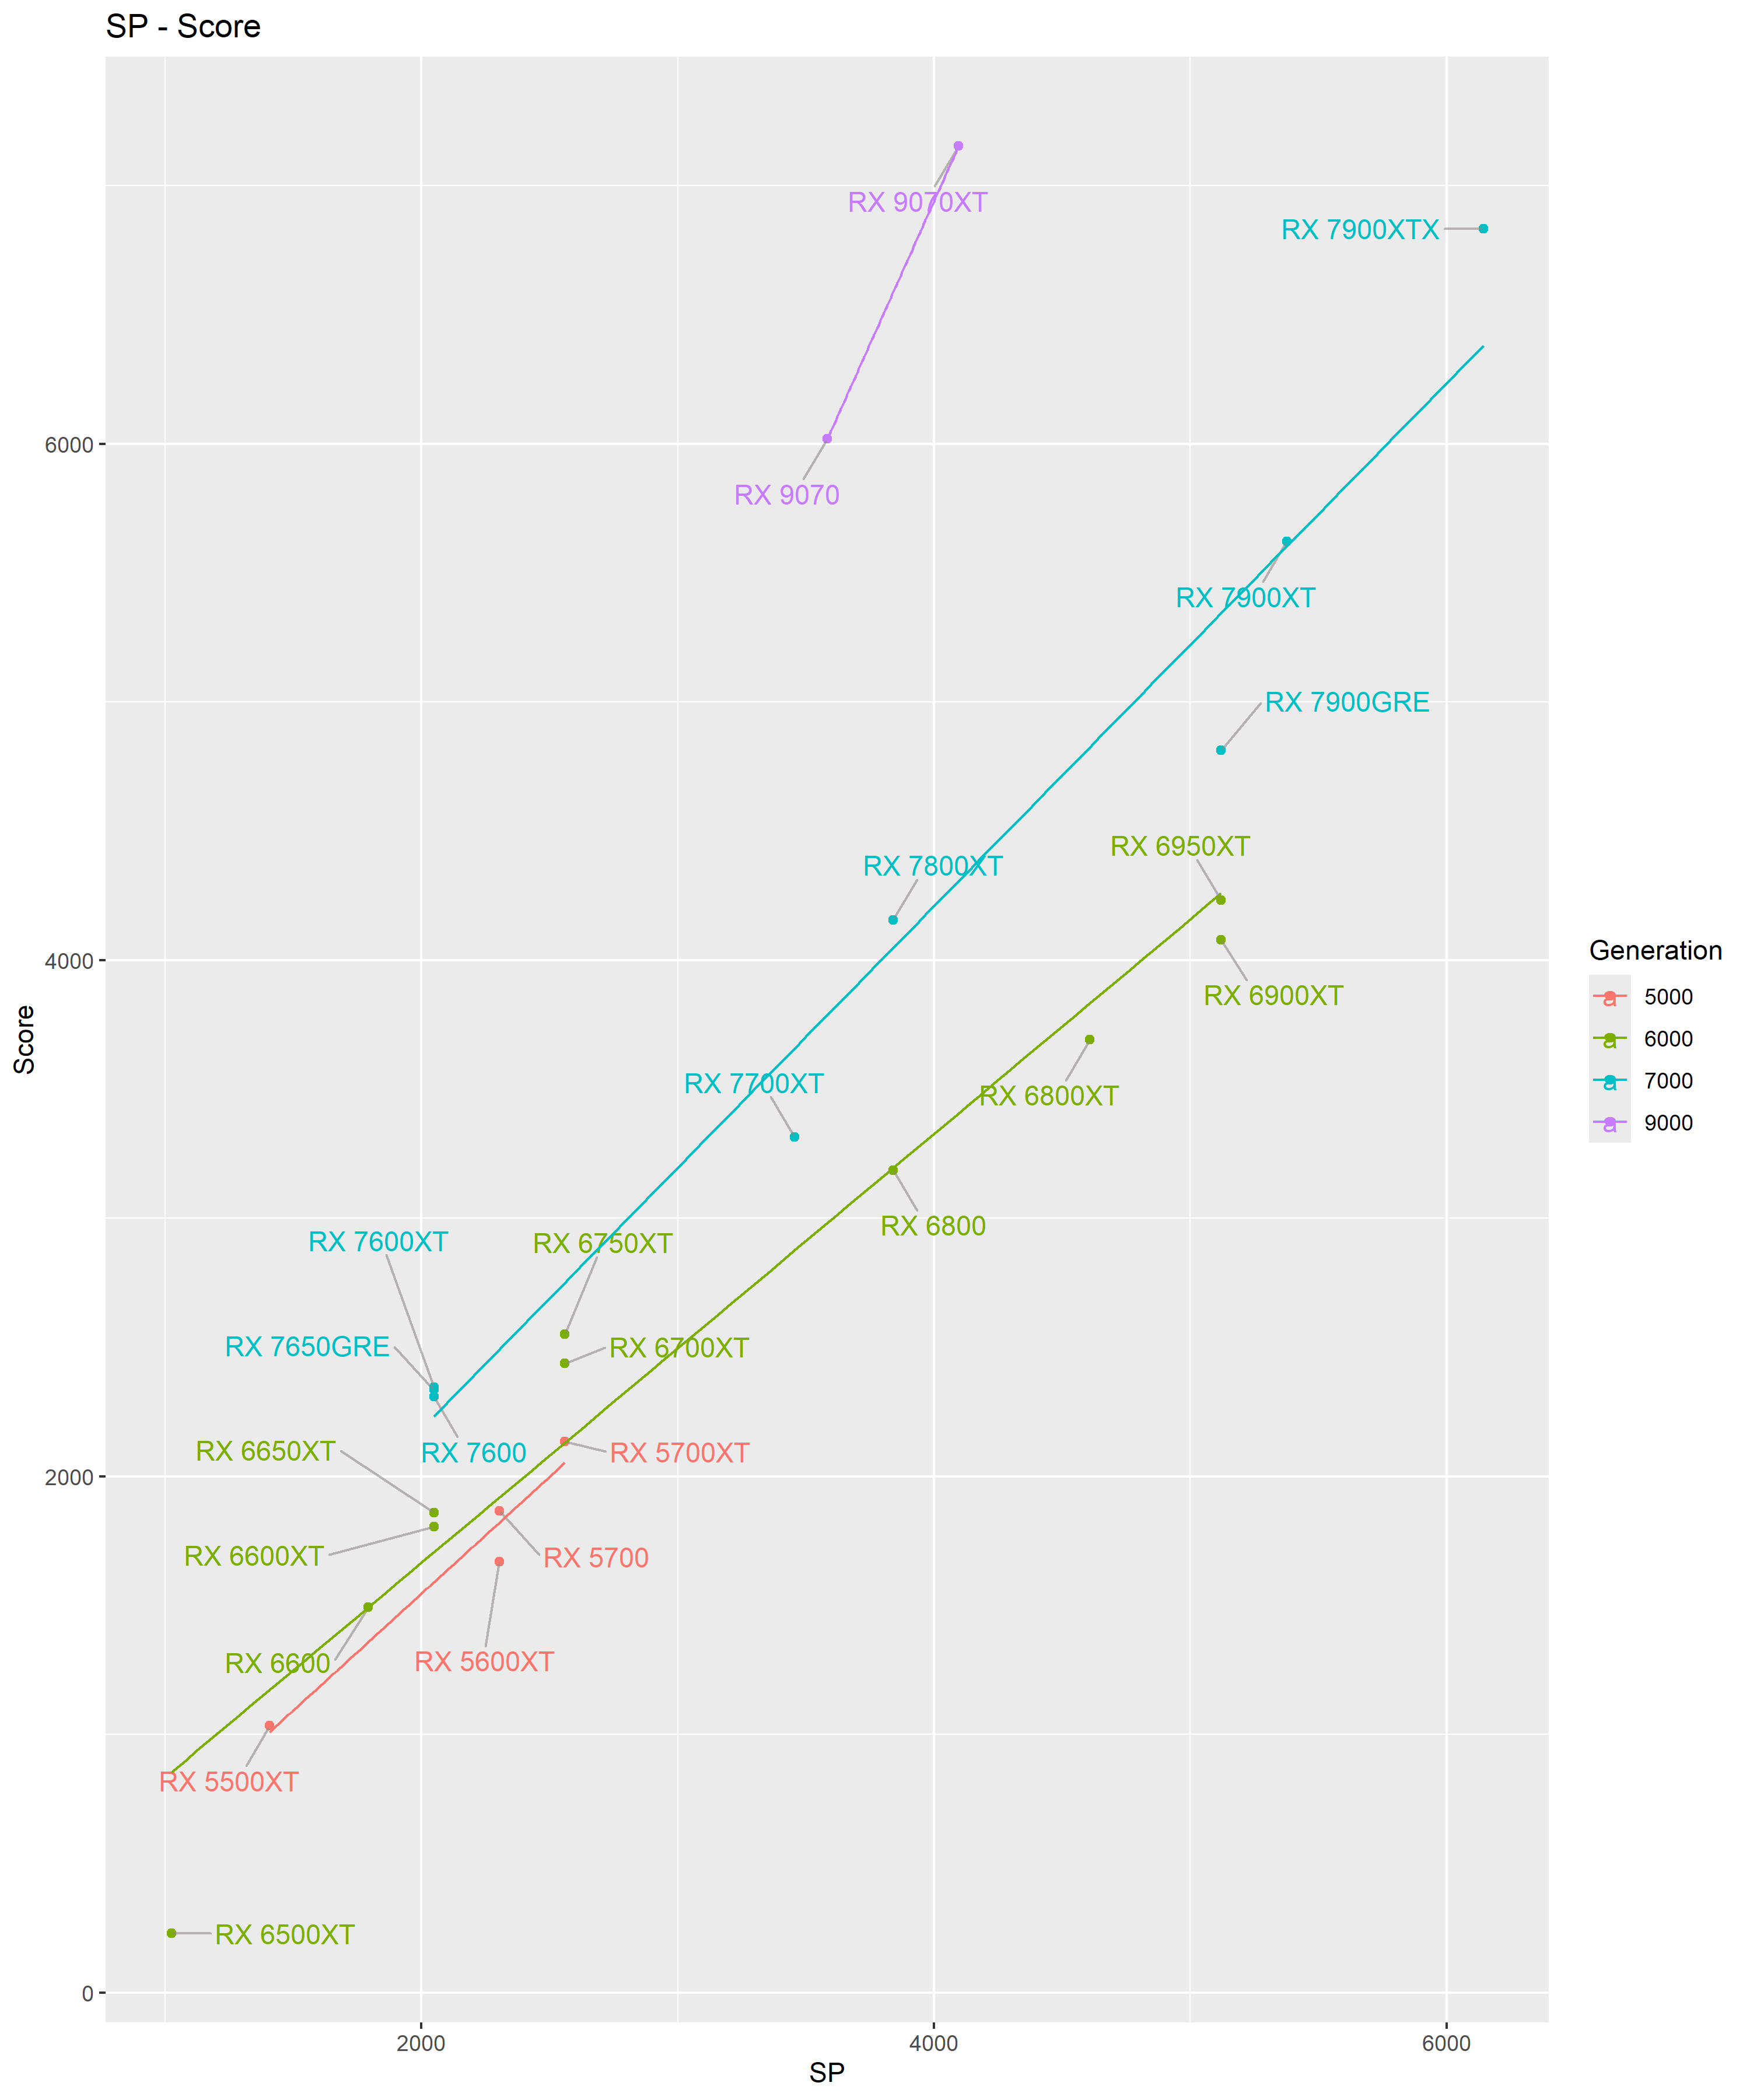 SP - Score
RX 9070XT
RX 7900XTX
6000
RX 9070
RX 7900XT
RX 7900GRE
RX 6950XT
RX 7800XT
4000
RX 6900XT
RX 7700XT
RX 6800XT
RX 6800
RX 7600XT
RX 6750XT
RX 7650GRE
RX 6700XT
RX 6650XT
RX 7600
RX 5700XT
2000
RX 6600XT
RX 5700
RX 6600
RX 5600XT
RX 5500XT
RX 6500XT
0
2000
4000
6000
SP
Score
Generation
a 5000
a 6000
a 7000
a 9000